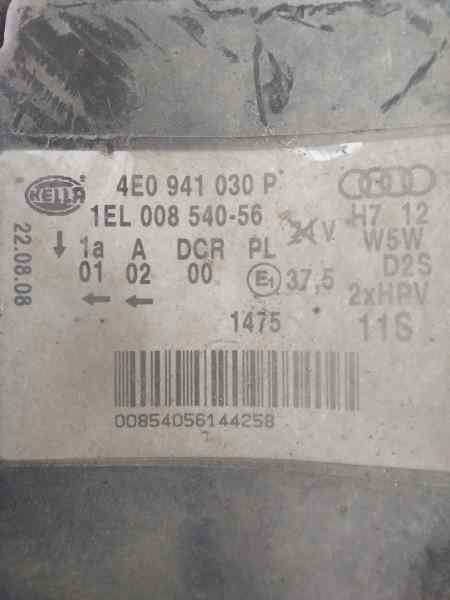 HELLA
4E0 941 030 P
1EL 008 540-56
22.08.08
1a A DCR PL
01 02 00
24V
E1 37,5
H7 12
W5W
D2S
2xHPV
11S
1475
00854056144258